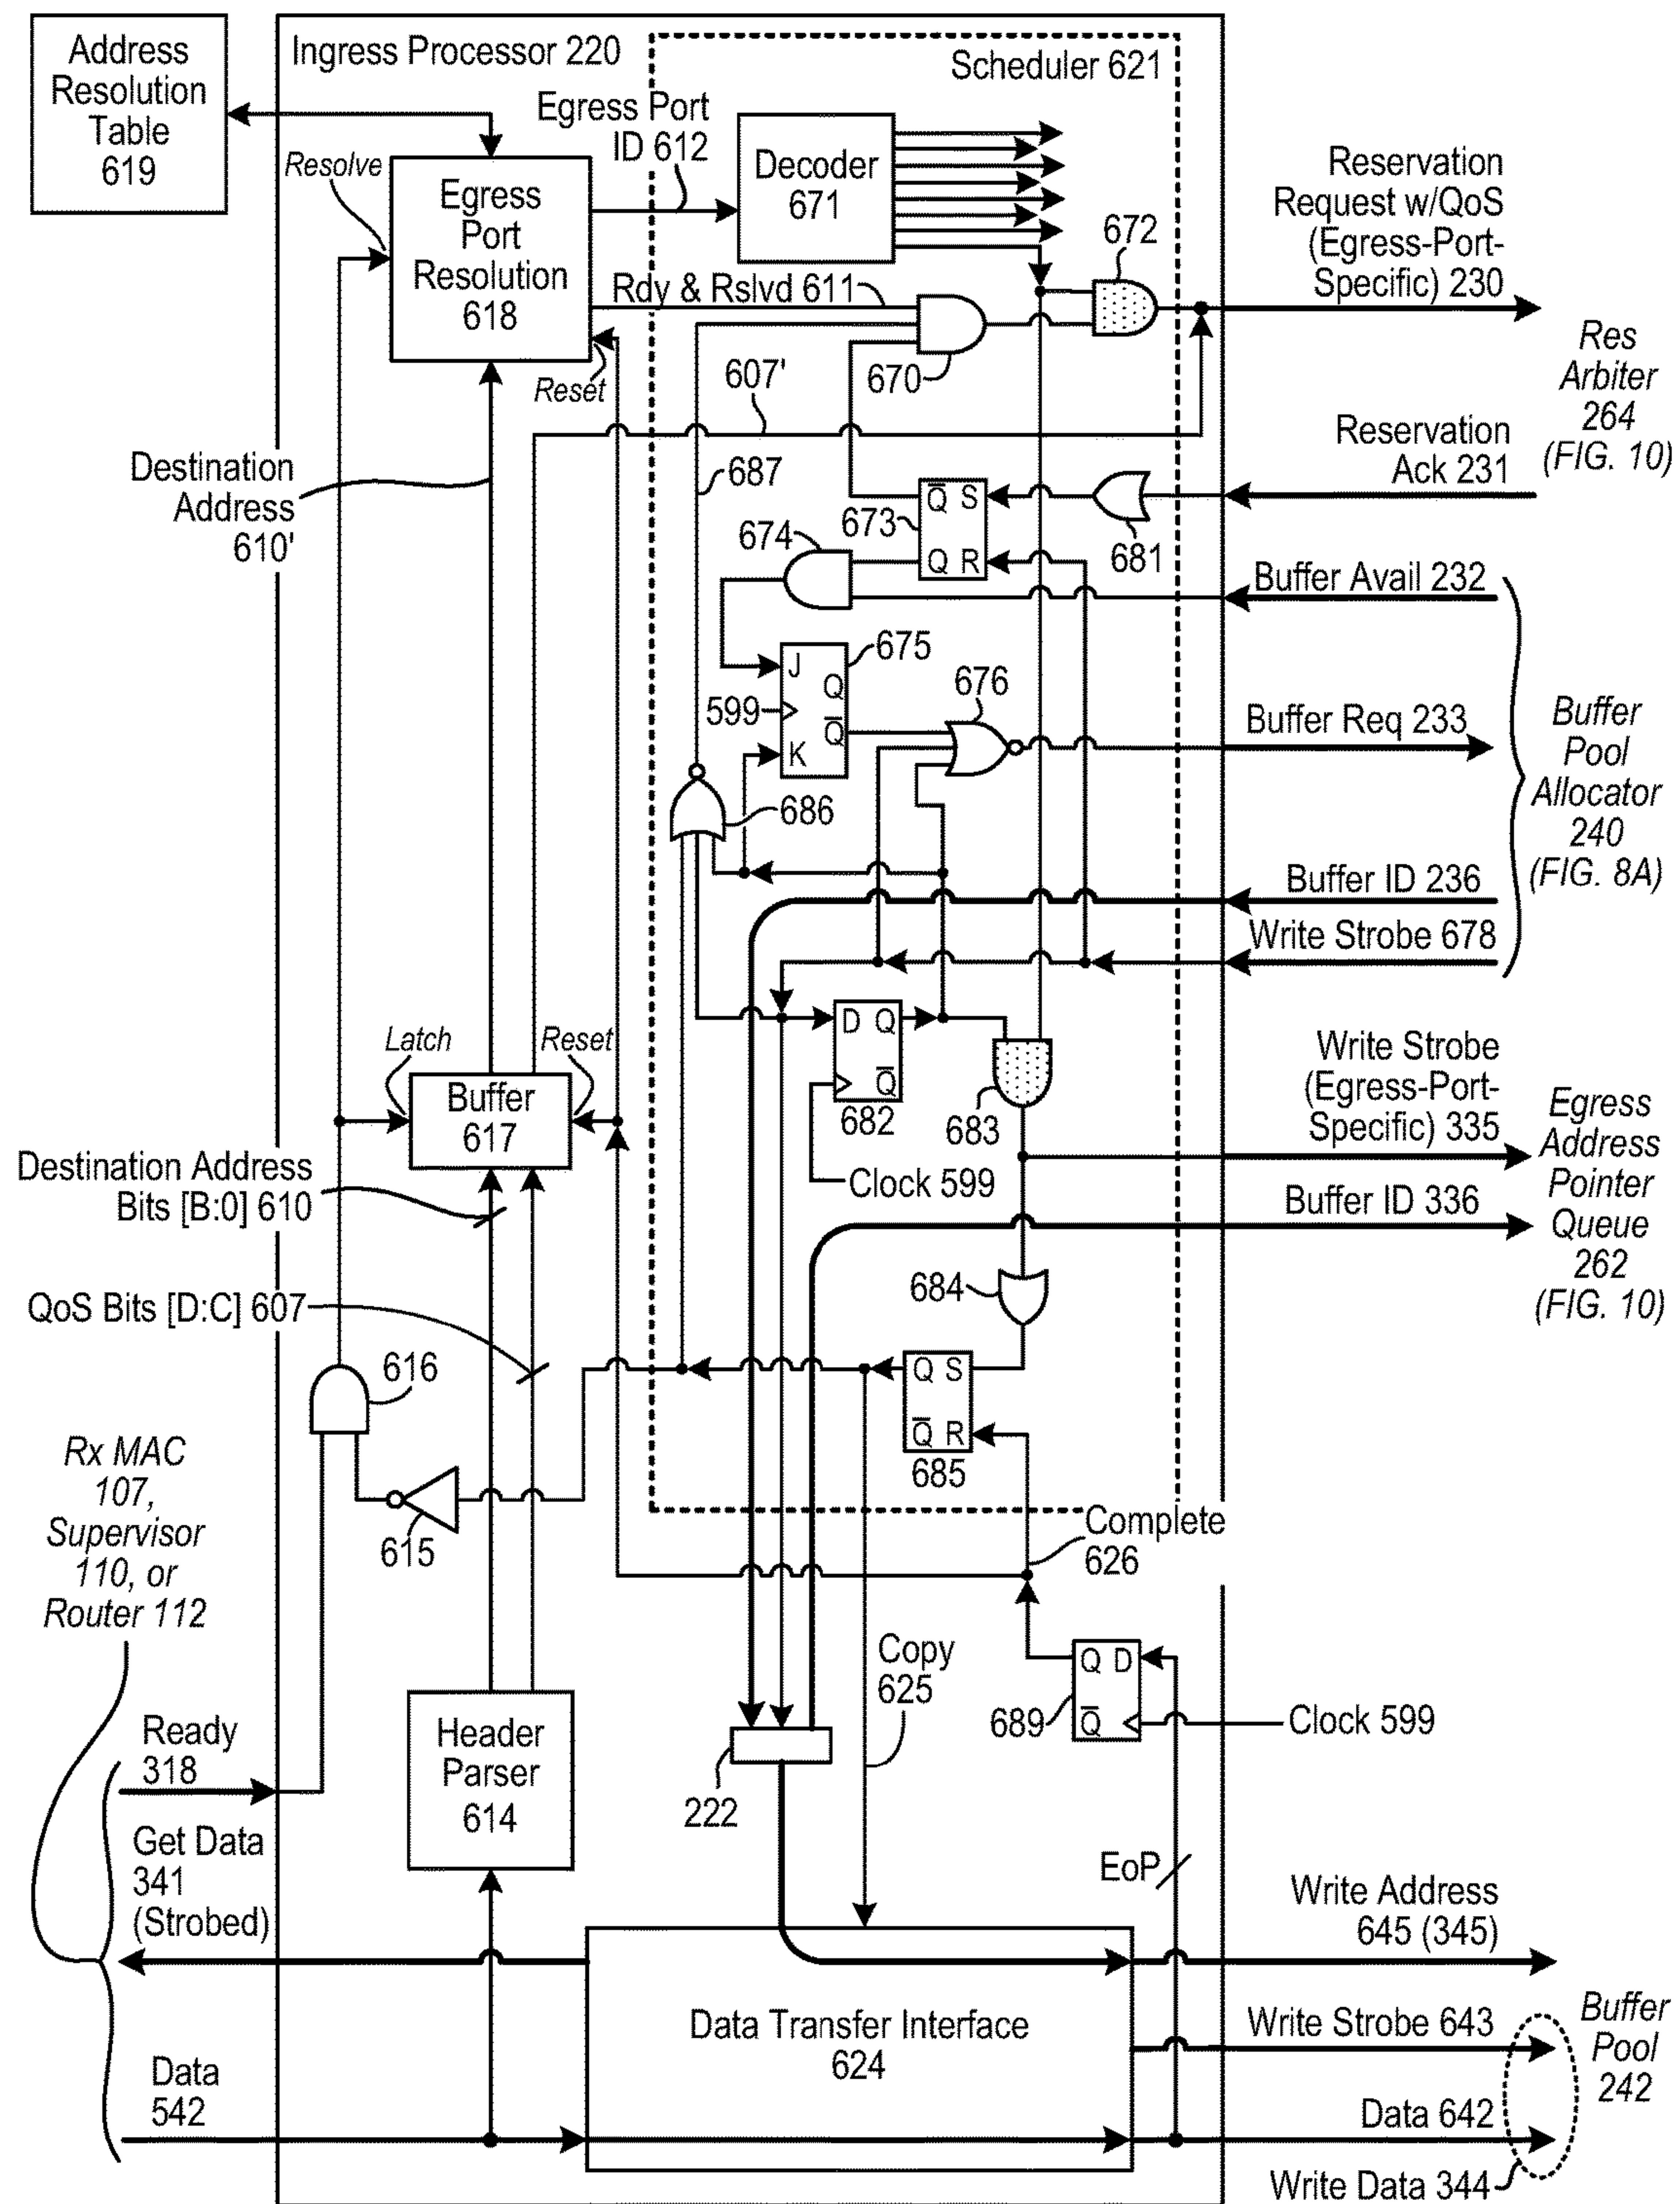 Address
Resolution
Table
619
Ingress Processor 220
Scheduler 621
Egress Port
ID 612
Resolve
Egress
Port
Resolution
618
Decoder
671
672
Reservation
Request w/QoS
(Egress-Port-
Specific) 230
Rdy & Rslvd 611
Reset
670
Res
Arbiter
264
(FIG. 10)
607'
Destination
Address
610'
687
Reservation
Ack 231
Q S
Q R
673
681
674
Buffer Avail 232
J
Q
Q
K
675
599
676
Buffer Req 233
Buffer
Pool
Allocator
240
(FIG. 8A)
686
Buffer ID 236
Write Strobe 678
Latch
Reset
Buffer
617
D Q
Q
682
683
Clock 599
Write Strobe
(Egress-Port-
Specific) 335
Egress
Address
Pointer
Queue
262
(FIG. 10)
Buffer ID 336
Destination Address
Bits [B:0] 610
684
QoS Bits [D:C] 607
616
Q S
Q R
685
Rx MAC
107,
Supervisor
110, or
Router 112
615
Complete
626
Copy
625
Q D
Q
689
Clock 599
Ready
318
Header
Parser
614
222
Get Data
341
(Strobed)
EoP
Write Address
645 (345)
Data Transfer Interface
624
Write Strobe 643
Buffer
Pool
242
Data
542
Data 642
Write Data 344